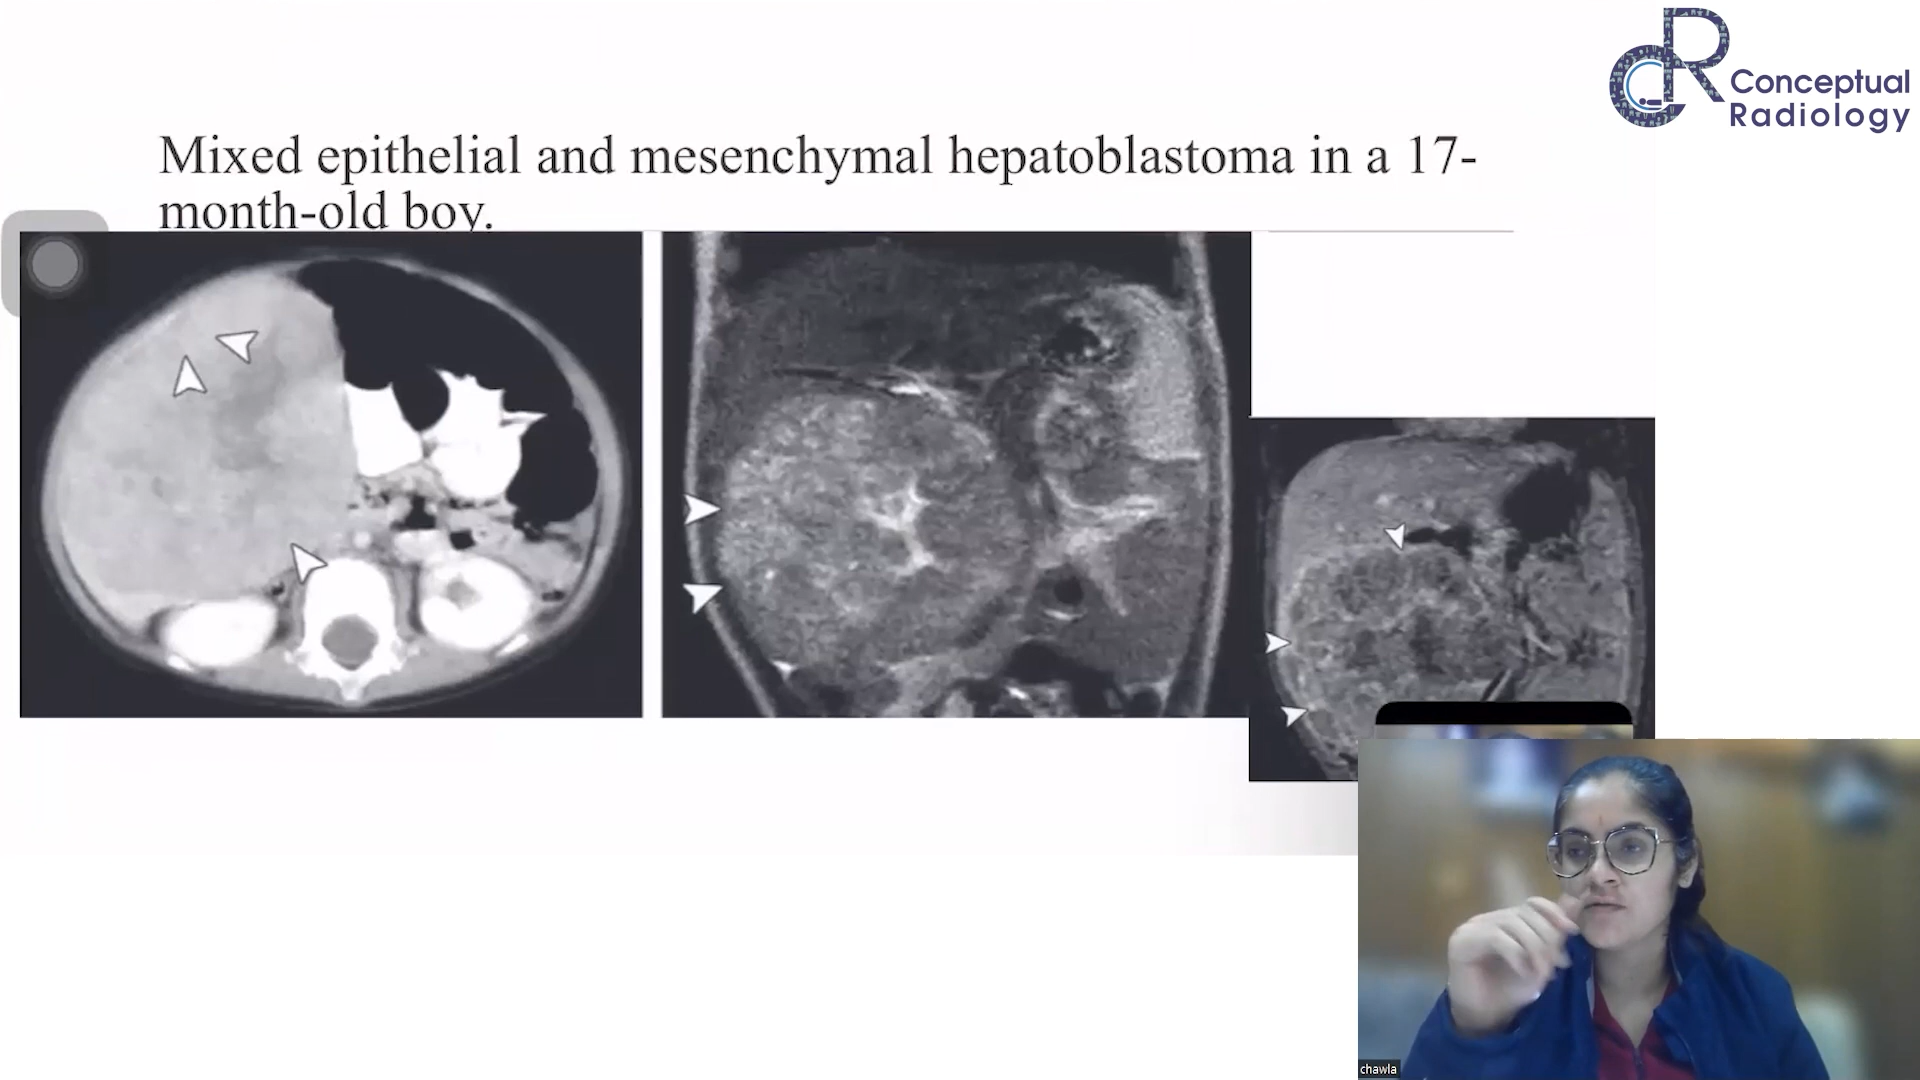 Conceptual
Radiology
Mixed epithelial and mesenchymal hepatoblastoma in a 17-
month-old boy.
chawla